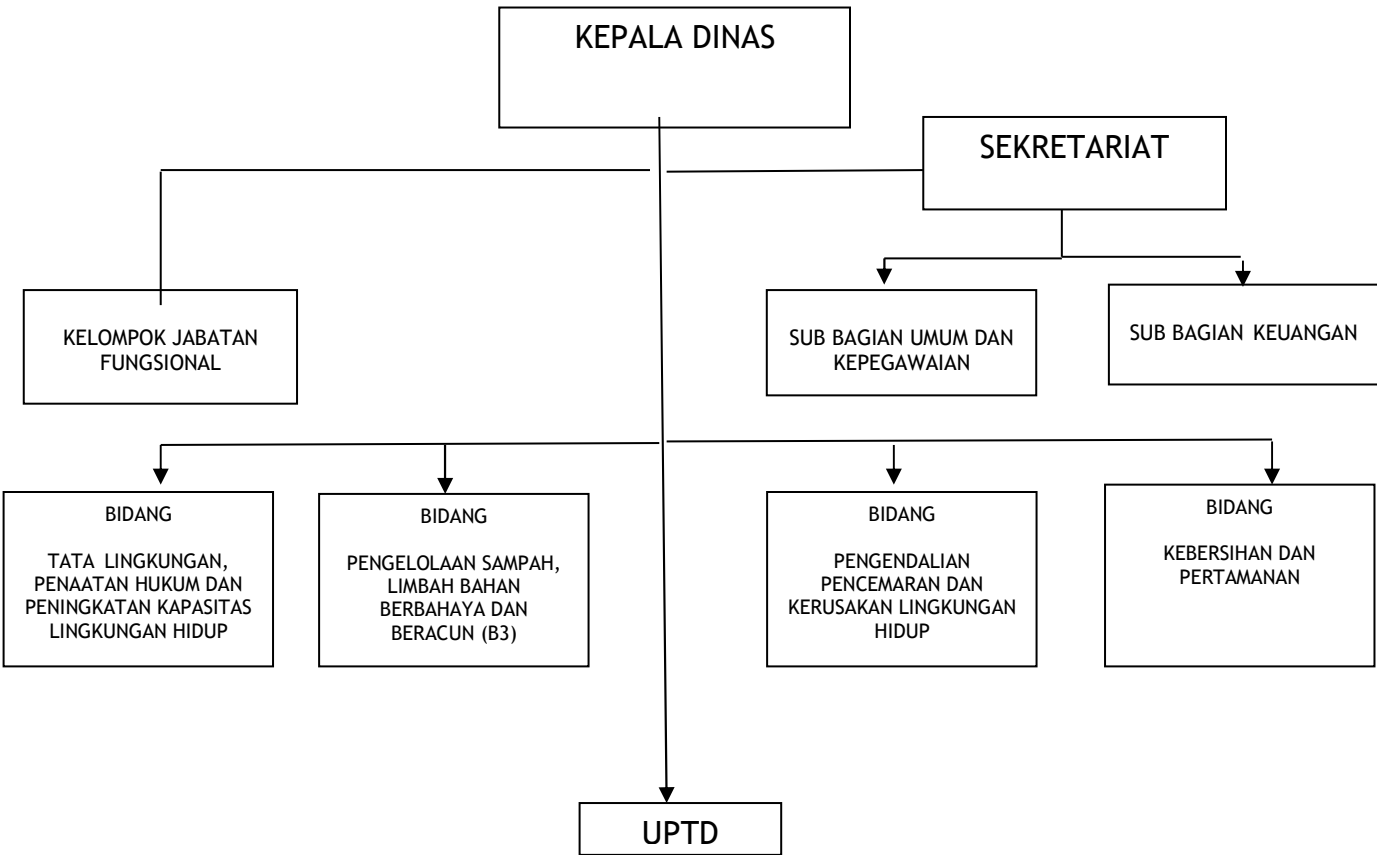 KEPALA DINAS
SEKRETARIAT
KELOMPOK JABATAN
FUNGSIONAL
SUB BAGIAN UMUM DAN
KEPEGAWAIAN
SUB BAGIAN KEUANGAN
BIDANG
TATA LINGKUNGAN,
PENAATAN HUKUM DAN
PENINGKATAN KAPASITAS
LINGKUNGAN HIDUP
BIDANG
PENGELOLAAN SAMPAH,
LIMBAH BAHAN
BERBAHAYA DAN
BERACUN (B3)
BIDANG
PENGENDALIAN
PENCEMARAN DAN
KERUSAKAN LINGKUNGAN
HIDUP
BIDANG
KEBERSIHAN DAN
PERTAMANAN
UPTD